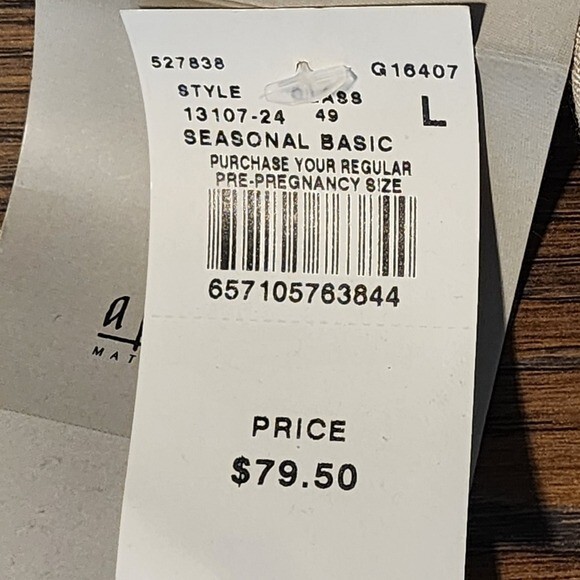 527838 G16407
STYLE
13107-24 49 L
SEASONAL BASIC
PURCHASE YOUR REGULAR
PRE-PREGNANCY SIZE
657105763844
PRICE
$79.50